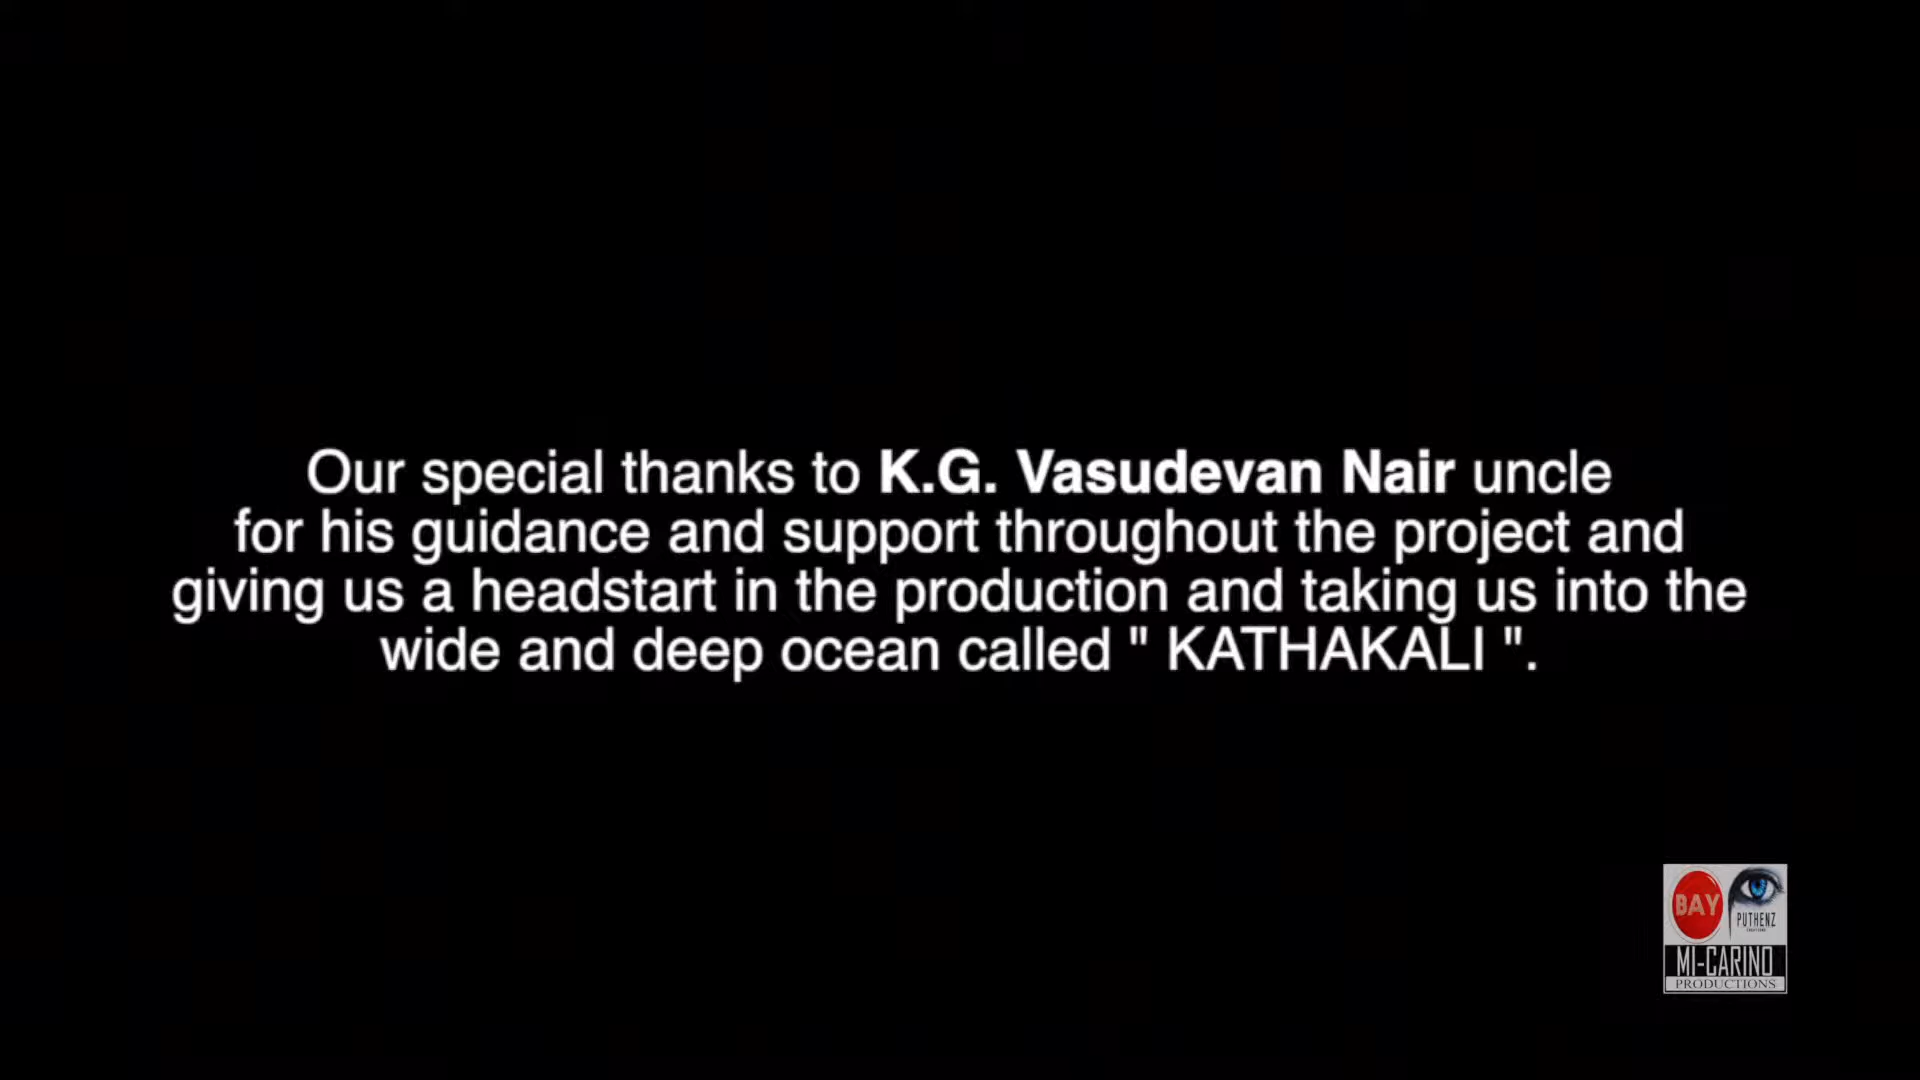 Our special thanks to K.G. Vasudevan Nair uncle
for his guidance and support throughout the project and
giving us a headstart in the production and taking us into the
wide and deep ocean called " KATHAKALI ".
BAY
PUTHENZ
MI-CARINO
PRODUCTIONS